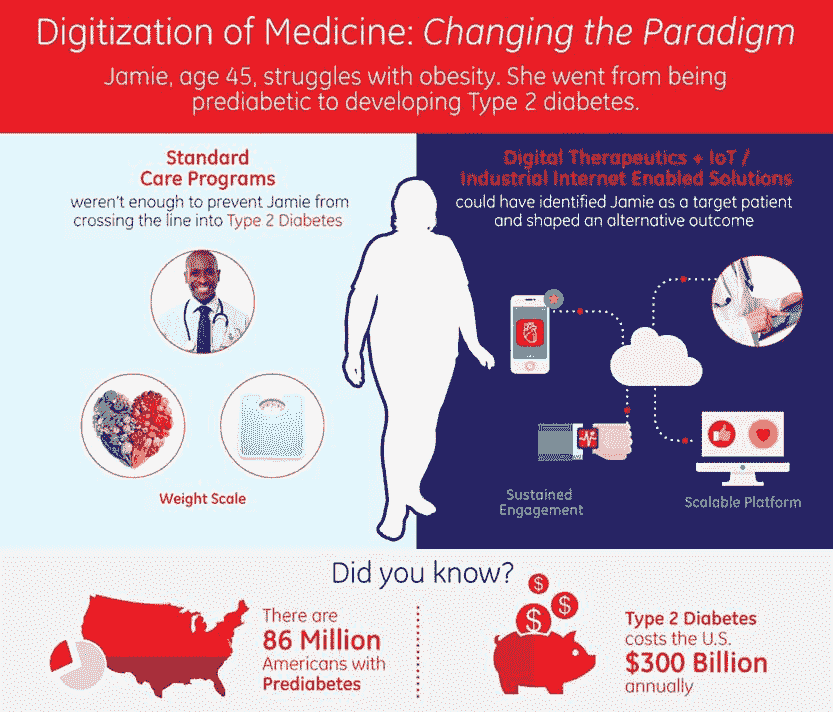 Digitization of Medicine: Changing the Paradigm
Jamie, age 45, struggles with obesity. She went from being
prediabetic to developing Type 2 diabetes.
Standard
Care Programs
weren't enough to prevent Jamie from
crossing the line into Type 2 Diabetes
Weight Scale
Digital Therapeutics + IoT /
Industrial Internet Enabled Solutions
could have identified Jamie as a target patient
and shaped an alternative outcome
Sustained
Engagement
Scalable Platform
Did you know?
There are
86 Million
Americans with
Prediabetes
$
$
$
Type 2 Diabetes
costs the U.S.
$300 Billion
annually